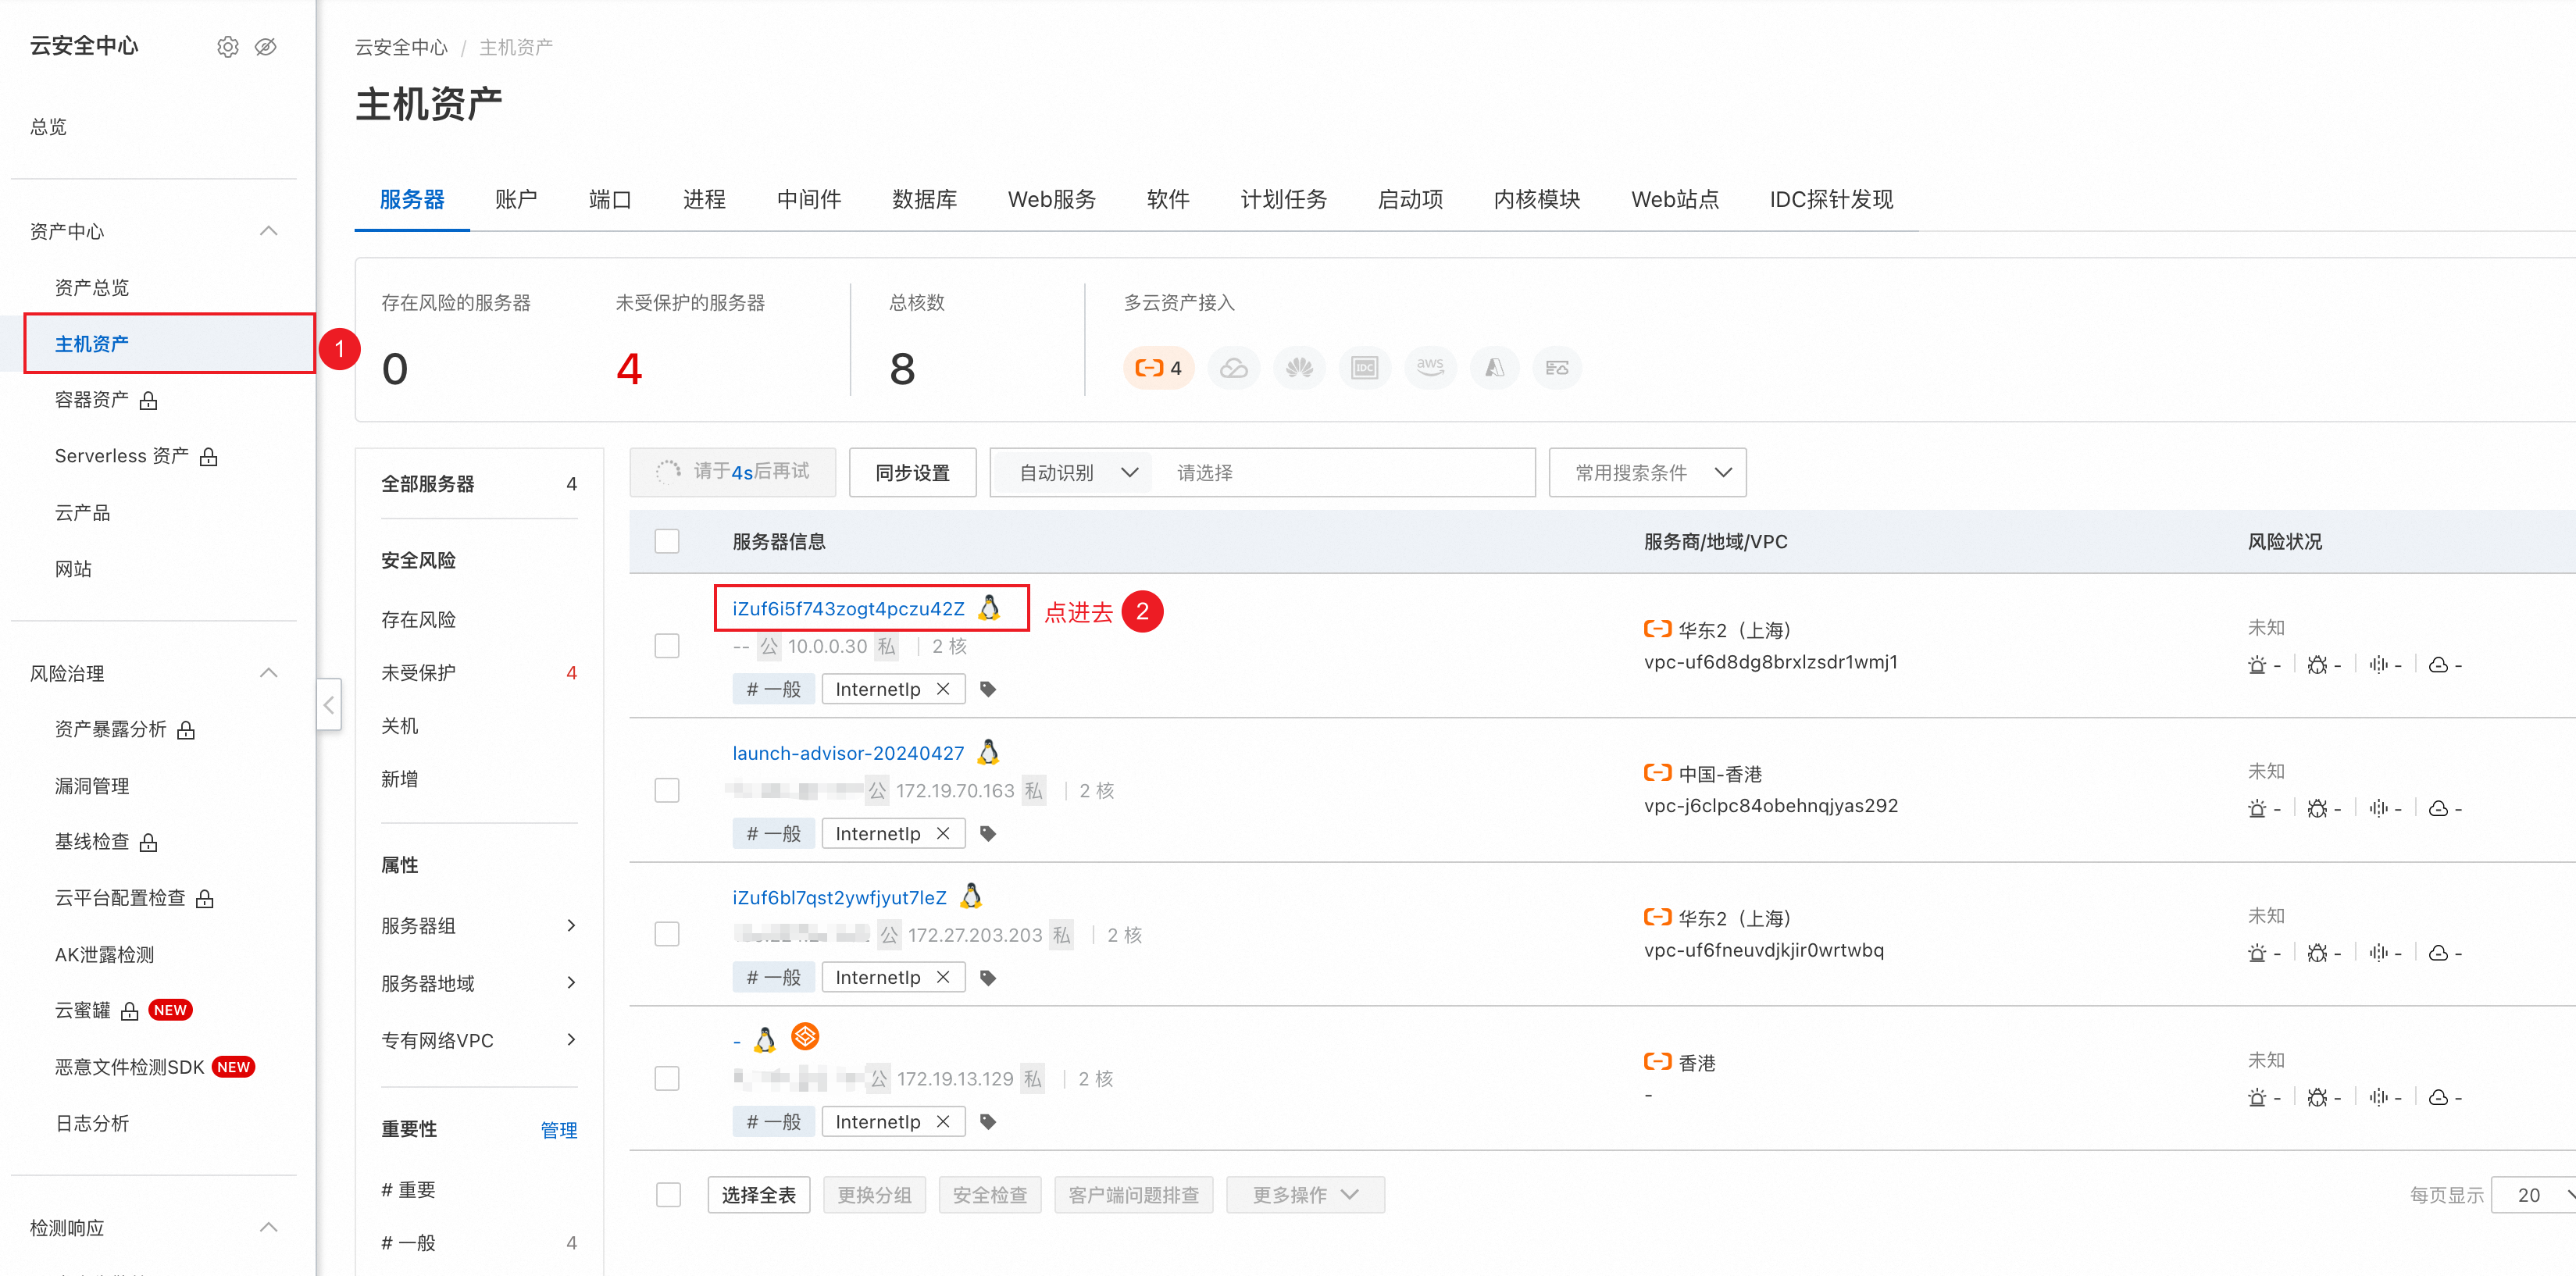 云安全中心
总览
资产中心
资产总览
主机资产
1
容器资产
Serverless 资产
云产品
网站
风险治理
资产暴露分析
漏洞管理
基线检查
云平台配置检查
AK泄露检测
云蜜罐 NEW
恶意文件检测SDK NEW
日志分析
检测响应
云安全中心 / 主机资产
主机资产
服务器 账户 端口 进程 中间件 数据库 Web服务 软件 计划任务 启动项 内核模块 Web站点 IDC探针发现
存在风险的服务器 未受保护的服务器 总核数 多云资产接入
0 4 8 4 IDC aws
全部服务器 4
安全风险
存在风险
未受保护 4
关机
新增
属性
服务器组
服务器地域
专有网络VPC
重要性 管理
# 重要
# 一般 4
请于4s后再试 同步设置 自动识别 请选择 常用搜索条件
服务器信息 服务商/地域/VPC 风险状况
iZuf6i5f743zogt4pczu42Z 点进去 2
-- 公 10.0.0.30 私 | 2 核
# 一般 InternetIp
华东2（上海）
vpc-uf6d8dg8brxlzsdr1wmj1
未知
- - - -
launch-advisor-20240427
公 172.19.70.163 私 | 2 核
# 一般 InternetIp
中国-香港
vpc-j6clpc84obehnqjyas292
未知
- - - -
iZuf6bl7qst2ywfjyut7leZ
公 172.27.203.203 私 | 2 核
# 一般 InternetIp
华东2（上海）
vpc-uf6fneuvdjkjir0wrtwbq
未知
- - - -
-
公 172.19.13.129 私 | 2 核
# 一般 InternetIp
香港
-
未知
- - - -
选择全表 更换分组 安全检查 客户端问题排查 更多操作 每页显示 20